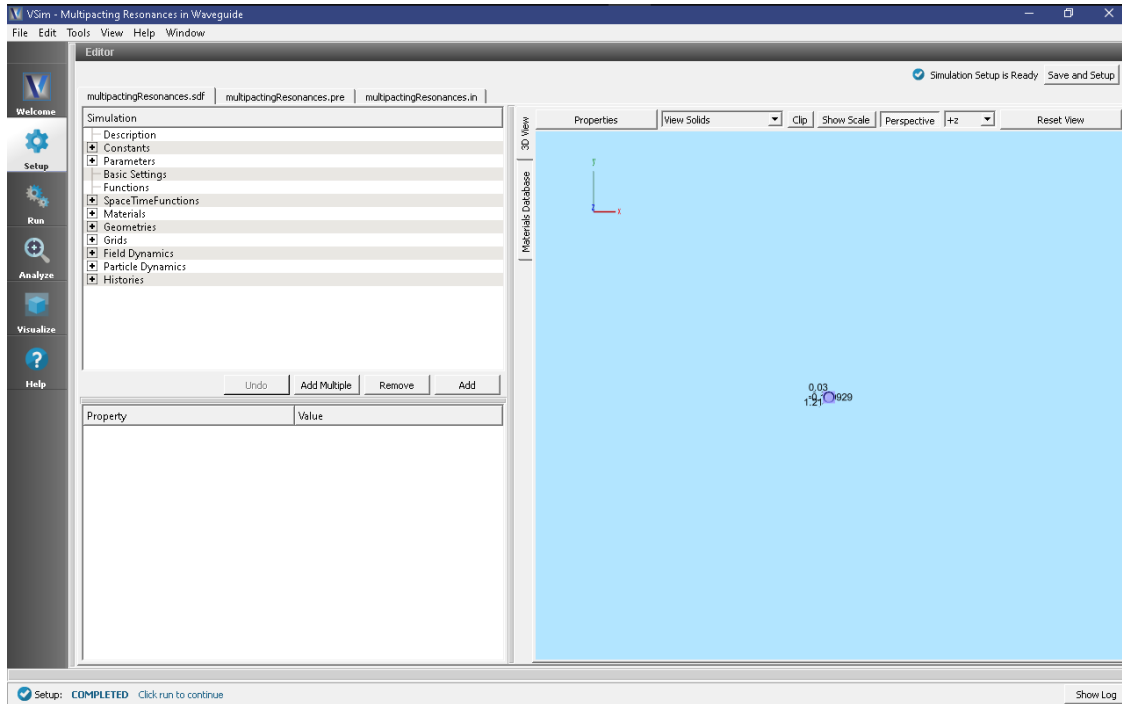 VSim - Multipacting Resonances in Waveguide
File Edit Tools View Help Window
Editor
Simulation Setup is Ready Save and Setup
multipactingResonances.sdf multipactingResonances.pre multipactingResonances.in
Welcome
Setup
Run
Analyze
Visualize
Help
Simulation
Description
Constants
Parameters
Basic Settings
Functions
SpaceTimeFunctions
Materials
Geometries
Grids
Field Dynamics
Particle Dynamics
Histories
Undo Add Multiple Remove Add
Property Value
3D View
Materials Database
Properties View Solids Clip Show Scale Perspective +z Reset View
Y
z x
0.03
929
1.21
Setup: COMPLETED Click run to continue
Show Log